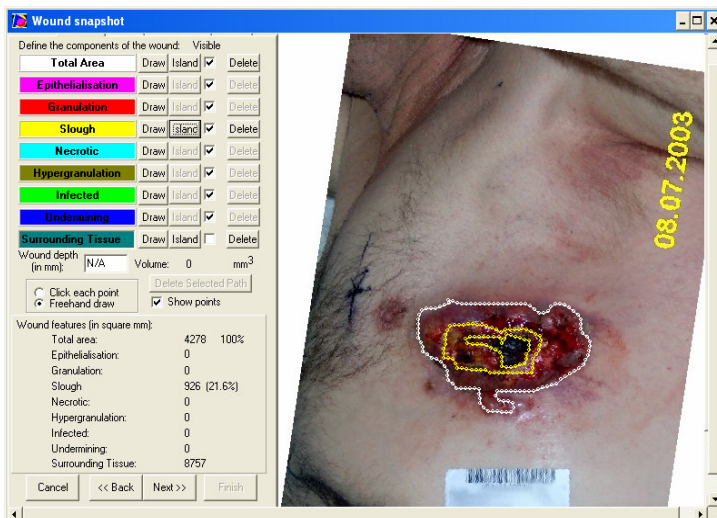 Wound snapshot
Define the components of the wound: Visible
Total Area Draw Island Delete
Epithelialisation Draw Island Delete
Granulation Draw Island Delete
Slough Draw Island Delete
Necrotic Draw Island Delete
Hypergranulation Draw Island Delete
Infected Draw Island Delete
Undermining Draw Island Delete
Surrounding Tissue Draw Island Delete
Wound depth (in mm): N/A Volume: 0 mm3
Delete Selected Path
Click each point
Freehand draw
Show points
Wound features (in square mm):
Total area: 4278 100%
Epithelialisation: 0
Granulation: 0
Slough 926 (21.6%)
Necrotic: 0
Hypergranulation: 0
Infected: 0
Undermining: 0
Surrounding Tissue: 8757
Cancel << Back Next >> Finish
08.07.2003